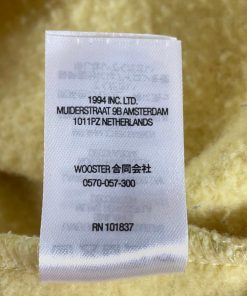 1994 INC. LTD.
MUIDERSTRAAT 9B AMSTERDAM
1011PZ NETHERLANDS
WOOSTER 合同会社
0570-057-300
RN 101837